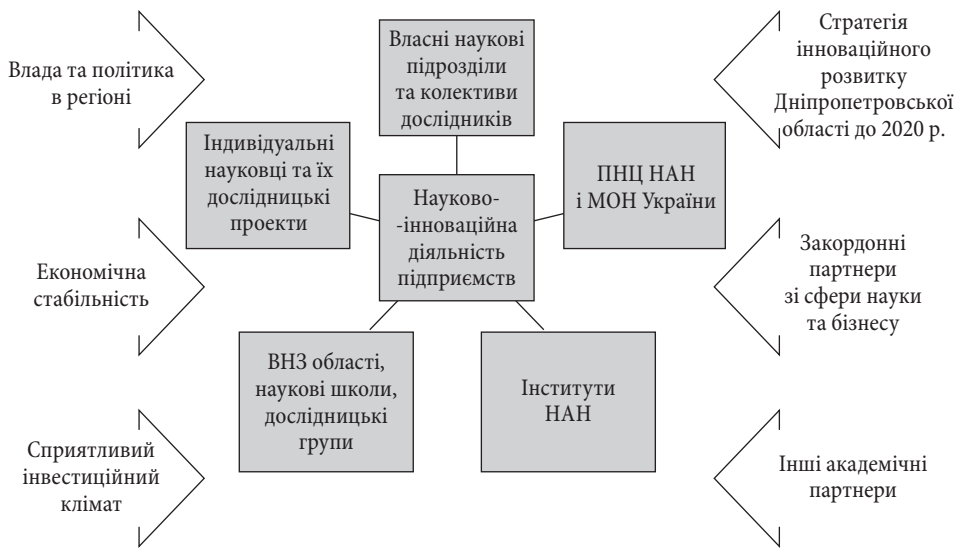 Влада та політика
в регіоні
Власні наукові
підрозділи
та колективи
дослідників
Стратегія
інноваційного
розвитку
Дніпропетровської
області до 2020 р.
Індивідуальні
науковці та їх
дослідницькі
проекти
Науково-
-інноваційна
діяльність
підприємств
ПНЦ НАН
і МОН України
Економічна
стабільність
Закордонні
партнери
зі сфери науки
та бізнесу
ВНЗ області,
наукові школи,
дослідницькі
групи
Інститути
НАН
Сприятливий
інвестиційний
клімат
Інші академічні
партнери